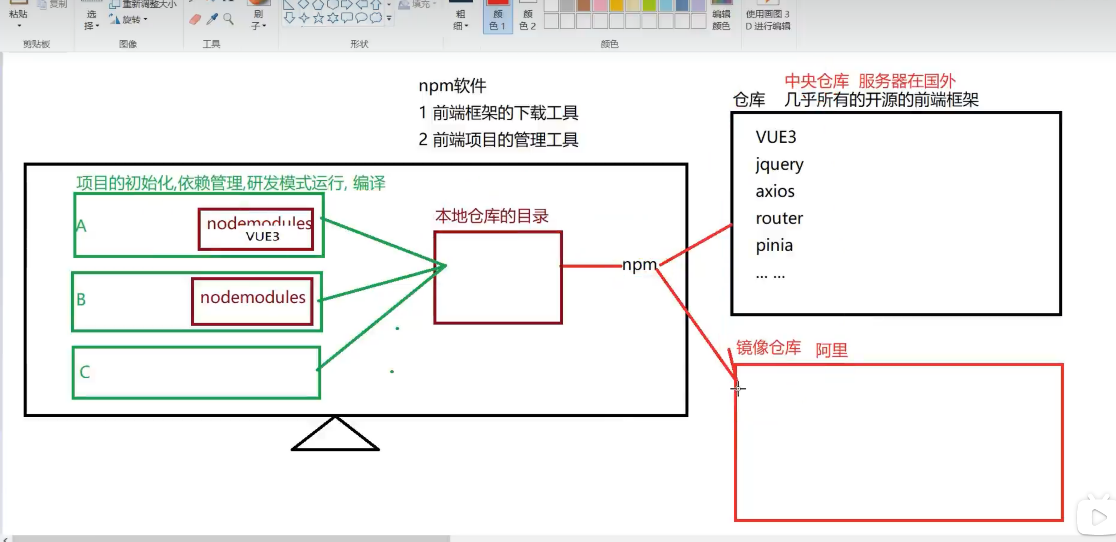 粘贴
复制
选
择
重新调整大小
旋转
刷
子
填充
粗
细
颜
色 1
颜
色 2
编辑
颜色
使用画图 3
D 进行编辑
剪贴板
图像
工具
形状
颜色
npm软件
1 前端框架的下载工具
2 前端项目的管理工具
中央仓库 服务器在国外
仓库 几乎所有的开源的前端框架
VUE3
jquery
axios
router
pinia
... ...
项目的初始化,依赖管理,研发模式运行, 编译
A
nodemodules
VUE3
B
nodemodules
C
本地仓库的目录
npm
镜像仓库 阿里